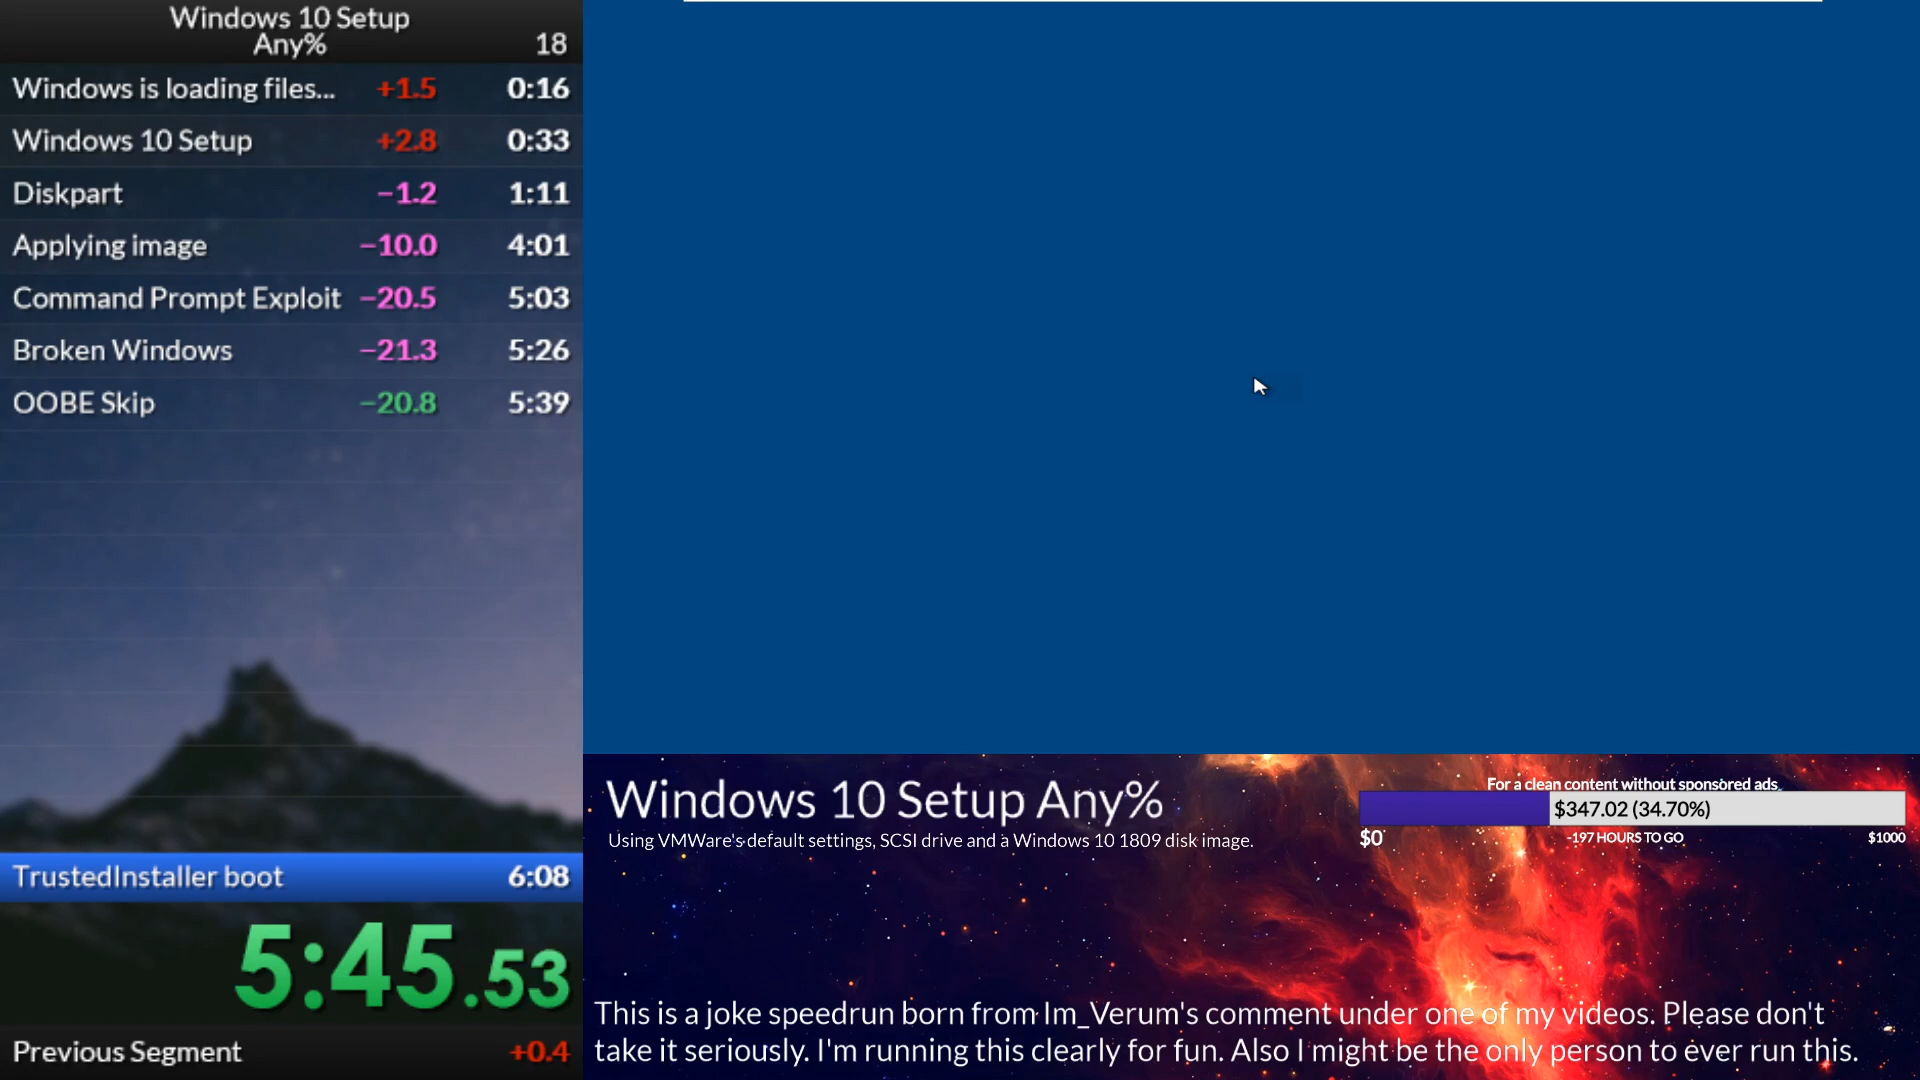 Windows 10 Setup
Any%
18
Windows is loading files... +1.5 0:16
Windows 10 Setup +2.8 0:33
Diskpart −1.2 1:11
Applying image −10.0 4:01
Command Prompt Exploit −20.5 5:03
Broken Windows −21.3 5:26
OOBE Skip −20.8 5:39
TrustedInstaller boot 6:08
5:45.53
Previous Segment +0.4
Windows 10 Setup Any%
Using VMWare's default settings, SCSI drive and a Windows 10 1809 disk image.
For a clean content without sponsored ads
$347.02 (34.70%)
$0 -197 HOURS TO GO $1000
This is a joke speedrun born from Im_Verum's comment under one of my videos. Please don't
take it seriously. I'm running this clearly for fun. Also I might be the only person to ever run this.